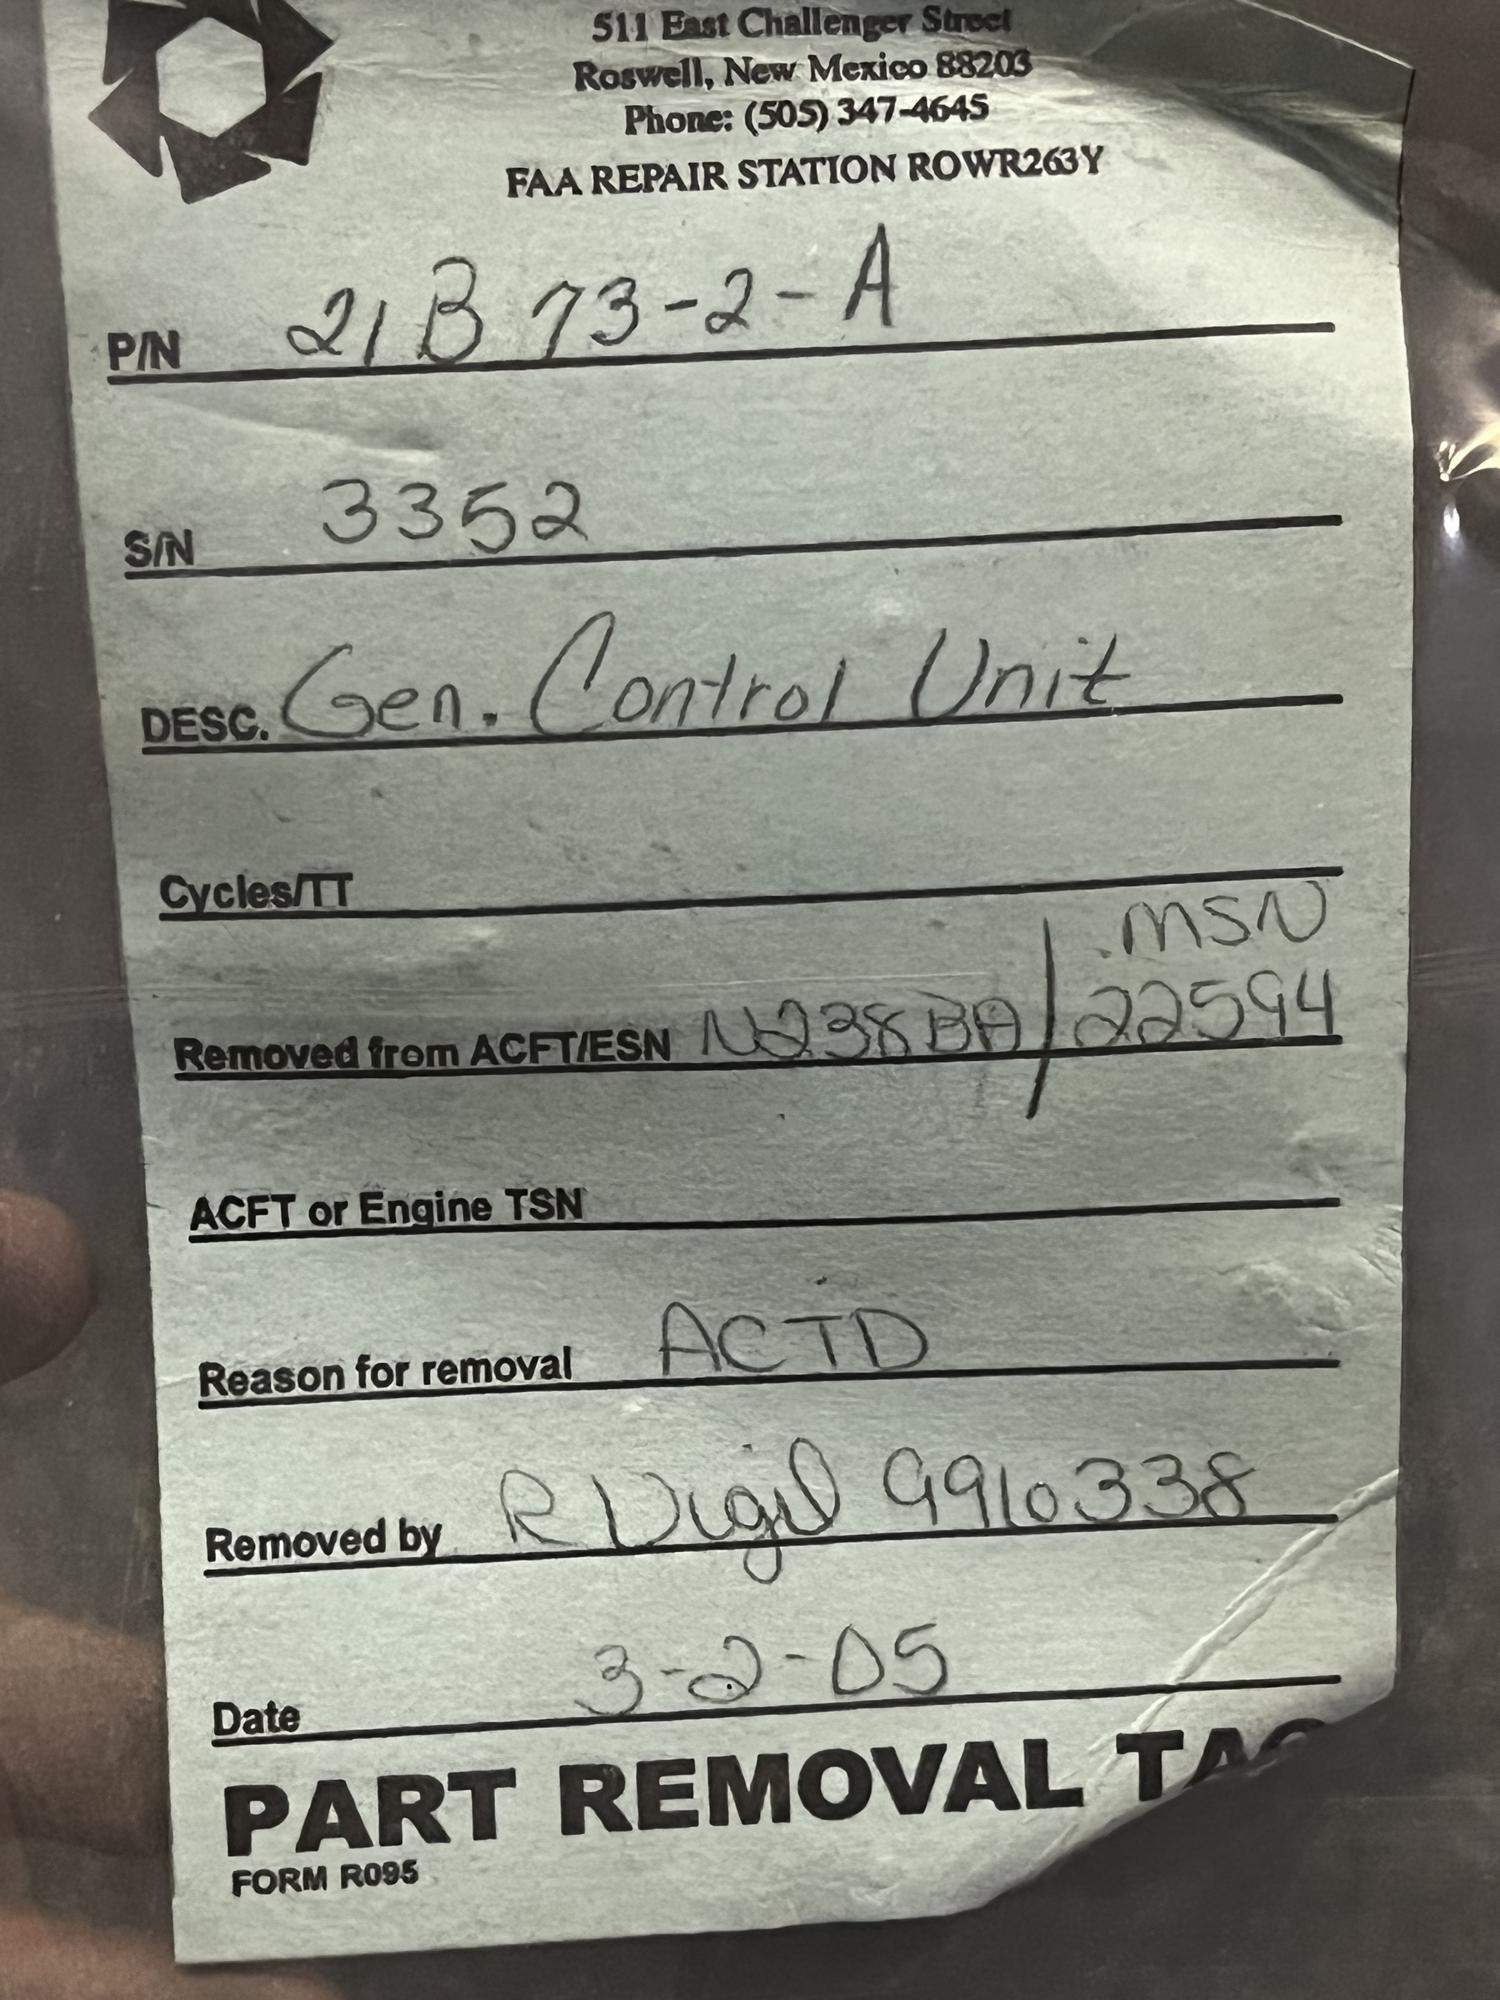 511 East Challenger Street
Roswell, New Mexico 88203
Phone: (505) 347-4645
FAA REPAIR STATION ROWR263Y
P/N 21B73-2-A
S/N 3352
DESC. Gen. Control Unit
Cycles/TT
MSN
Removed from ACFT/ESN N238BA/22594
ACFT or Engine TSN
Reason for removal ACTD
Removed by R Vigil 9910338
Date 3-2-05
PART REMOVAL TAG
FORM R095